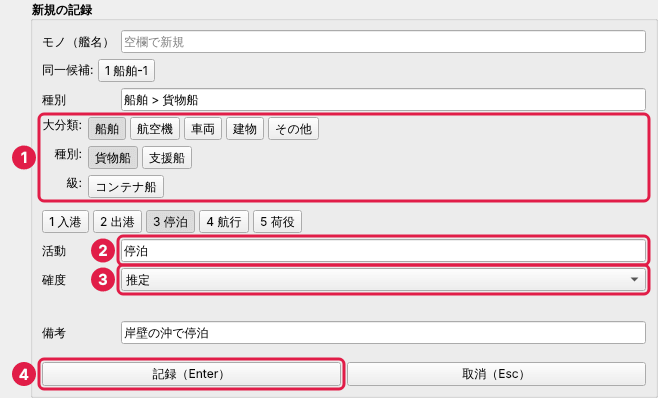 新規の記録
モノ（艦名） 空欄で新規
同一候補: 1 船舶-1
種別 船舶 > 貨物船
大分類: 船舶 航空機 車両 建物 その他
1
種別: 貨物船 支援船
級: コンテナ船
1 入港 2 出港 3 停泊 4 航行 5 荷役
活動 2 停泊
確度 3 推定
備考 岸壁の沖で停泊
4 記録（Enter） 取消（Esc）